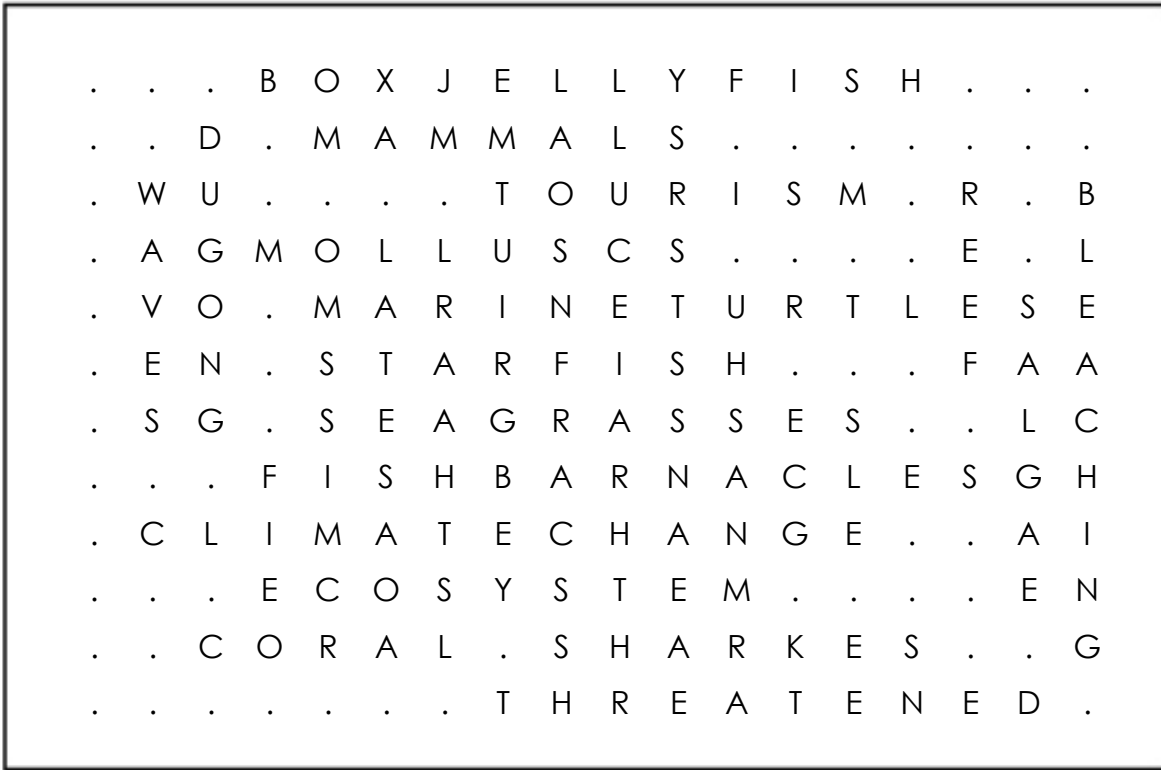 . . . B O X J E L L Y F I S H . . .
. . D . M A M M A L S . . . . . . .
. W U . . . . T O U R I S M . R . B
. A G M O L L U S C S . . . . E . L
. V O . M A R I N E T U R T L E S E
. E N . S T A R F I S H . . . F A A
. S G . S E A G R A S S E S . . L C
. . . F I S H B A R N A C L E S G H
. C L I M A T E C H A N G E . . A I
. . . E C O S Y S T E M . . . . E N
. . C O R A L . S H A R K E S . . G
. . . . . . . T H R E A T E N E D .